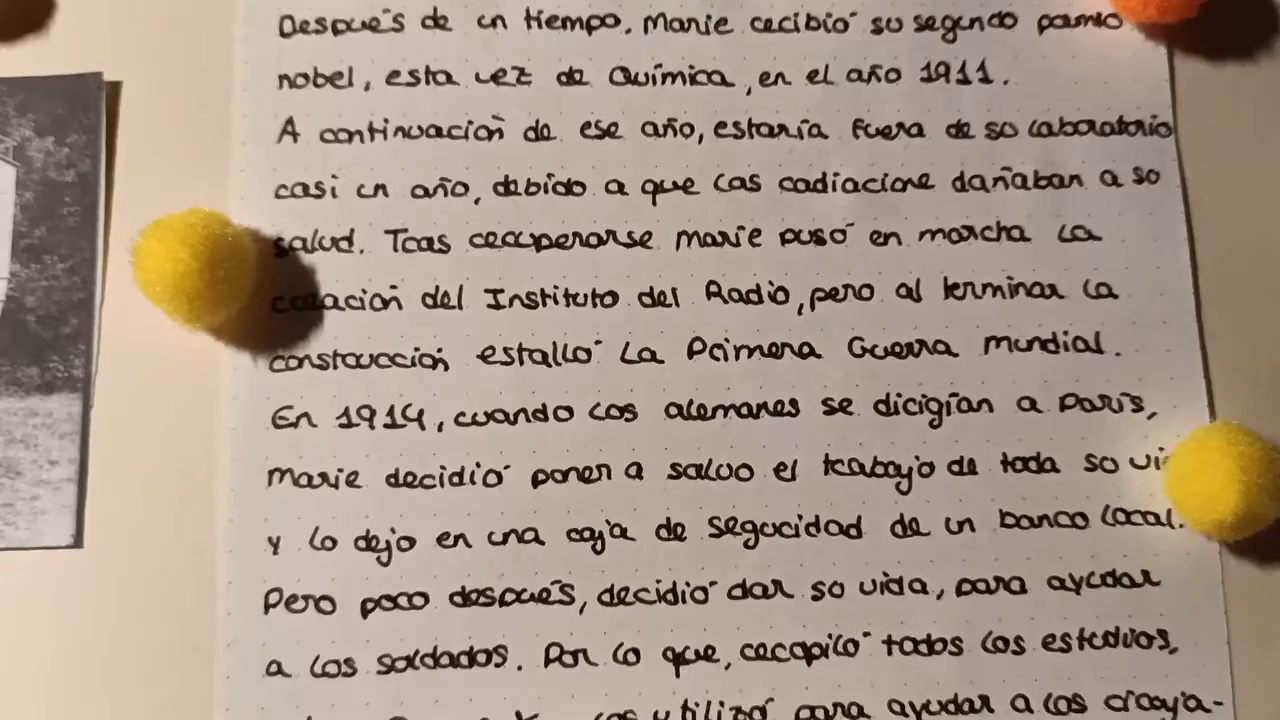 Después de un tiempo. Marie recibió su segundo premio
nobel, esta vez de Química, en el año 1911.
A continuación de ese año, estaría fuera de su laboratorio
casi un año, debido a que las radiacione dañaban a su
salud. Tras recuperarse marie pusó en marcha la
creación del Instituto del Radio, pero al terminar la
construcción estalló La Primera Guerra mundial.
En 1914, cuando los alemanes se dirigían a París,
Marie decidió poner a salvo el trabajo de toda su
y lo dejo en una caja de seguridad de un banco local.
Pero poco después, decidió dar su vida, para ayudar
a los soldados. Por lo que, recopiló todos los estudios,
utilizó para ayudar a los ciruja-